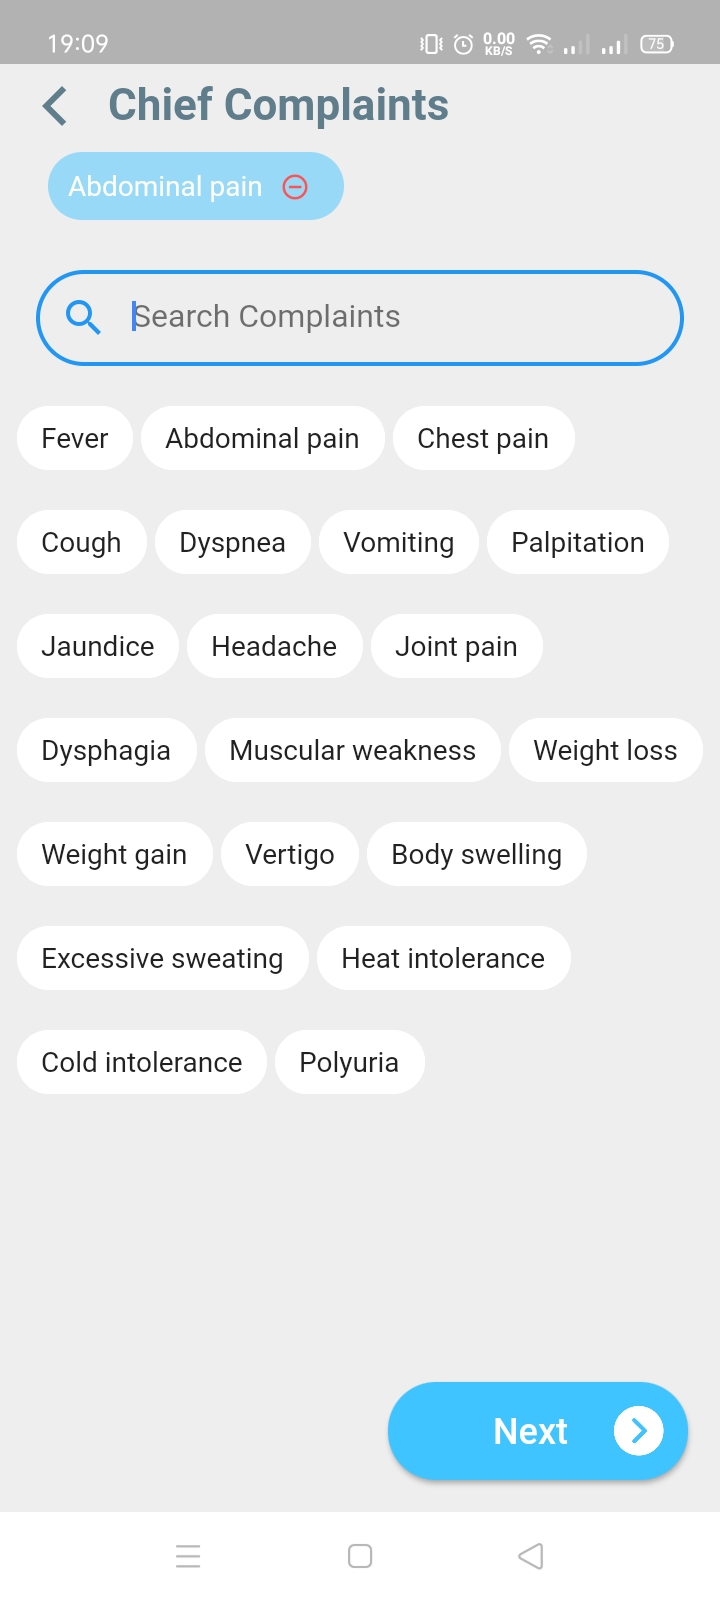 19:09 0.00 KB/S 75
Chief Complaints
Abdominal pain
Search Complaints
Fever Abdominal pain Chest pain
Cough Dyspnea Vomiting Palpitation
Jaundice Headache Joint pain
Dysphagia Muscular weakness Weight loss
Weight gain Vertigo Body swelling
Excessive sweating Heat intolerance
Cold intolerance Polyuria
Next